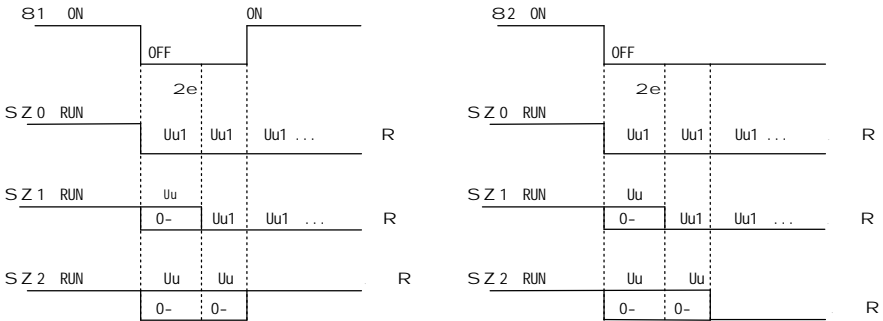 81 ON ON
OFF
2e
SZ0 RUN
Uu1 Uu1 Uu1 ... R
SZ1 RUN Uu
0- Uu1 Uu1 ... R
SZ2 RUN Uu Uu R
0- 0-
82 ON
OFF
2e
SZ0 RUN
Uu1 Uu1 Uu1 ... R
SZ1 RUN Uu
0- Uu1 Uu1 ... R
SZ2 RUN Uu Uu
0- 0- R